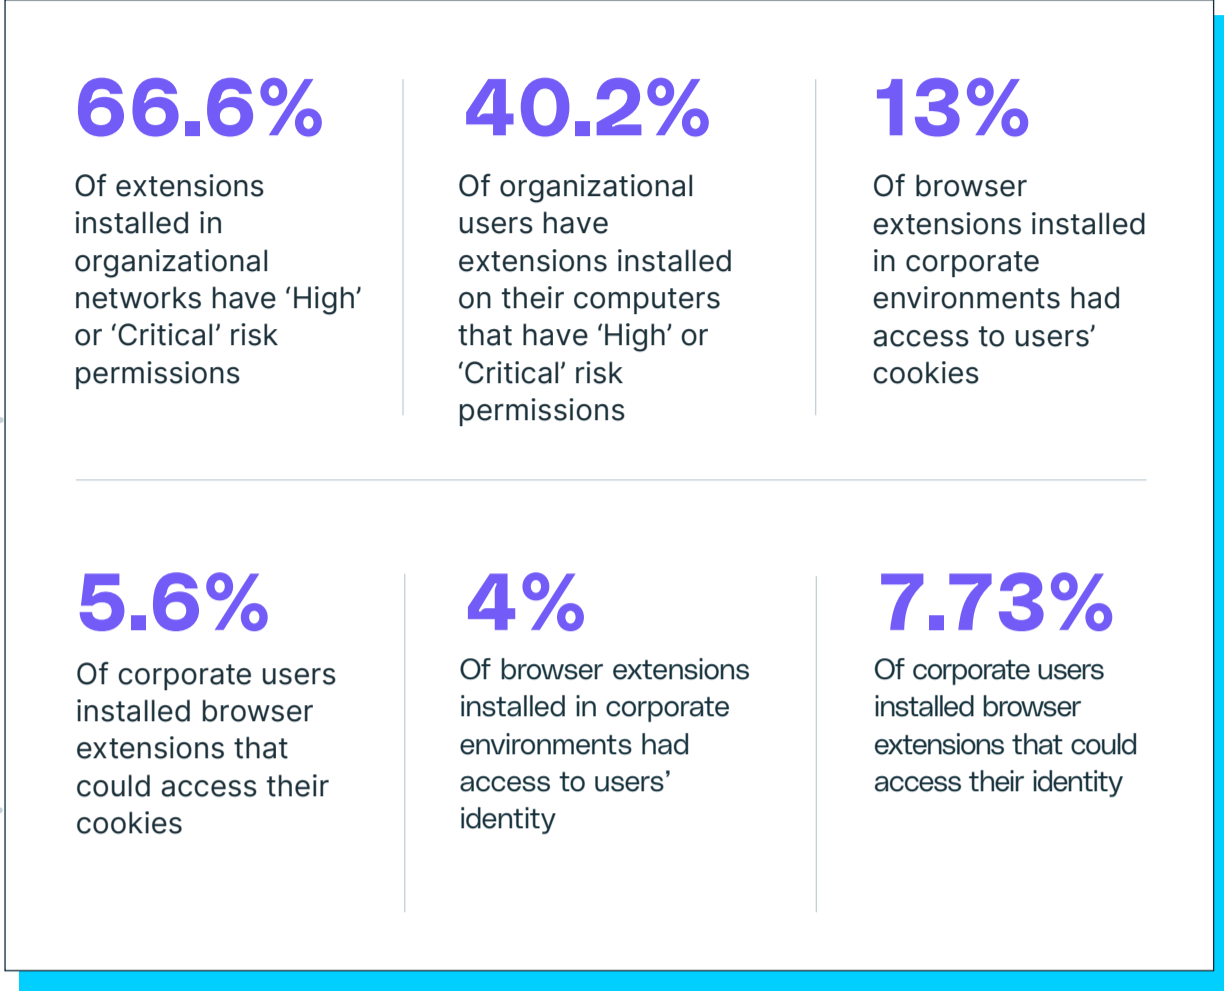 66.6%
Of extensions
installed in
organizational
networks have ‘High’
or ‘Critical’ risk
permissions
40.2%
Of organizational
users have
extensions installed
on their computers
that have ‘High’ or
‘Critical’ risk
permissions
13%
Of browser
extensions installed
in corporate
environments had
access to users’
cookies
5.6%
Of corporate users
installed browser
extensions that
could access their
cookies
4%
Of browser extensions
installed in corporate
environments had
access to users’
identity
7.73%
Of corporate users
installed browser
extensions that could
access their identity